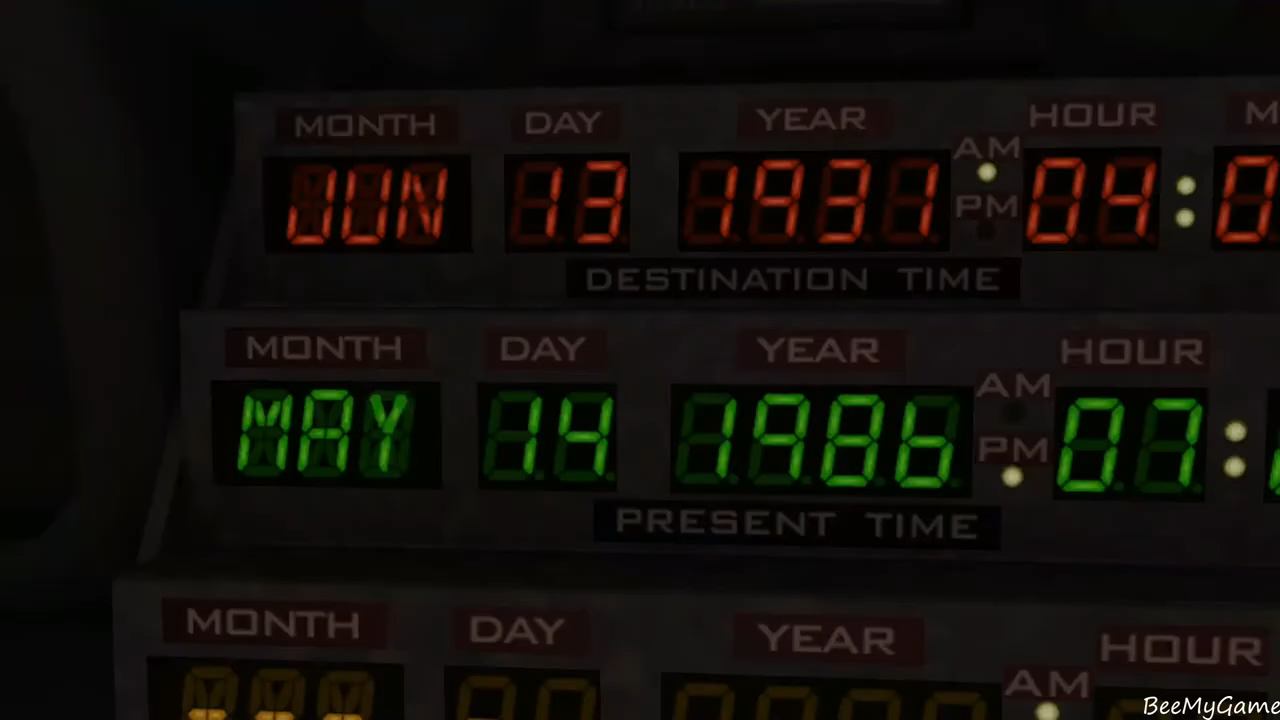 MONTH DAY YEAR HOUR M
JUN 13 1931 AM PM 04 : 0
DESTINATION TIME
MONTH DAY YEAR HOUR
MAY 14 1986 AM PM 07 :
PRESENT TIME
MONTH DAY YEAR HOUR
AM
BeeMyGame